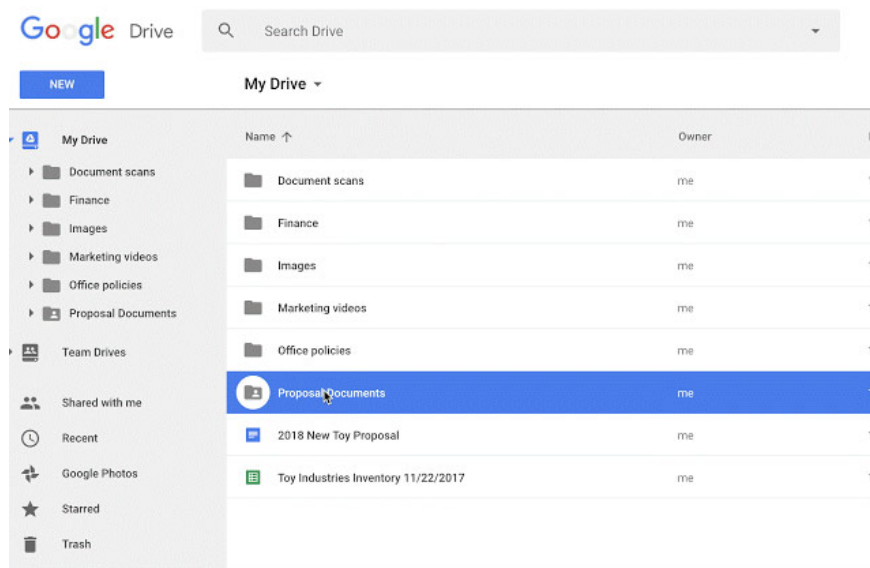 Google Drive
Search Drive
NEW
My Drive
My Drive
Document scans
Finance
Images
Marketing videos
Office policies
Proposal Documents
Team Drives
Shared with me
Recent
Google Photos
Starred
Trash
Name Owner
Document scans me
Finance me
Images me
Marketing videos me
Office policies me
Proposal Documents me
2018 New Toy Proposal me
Toy Industries Inventory 11/22/2017 me